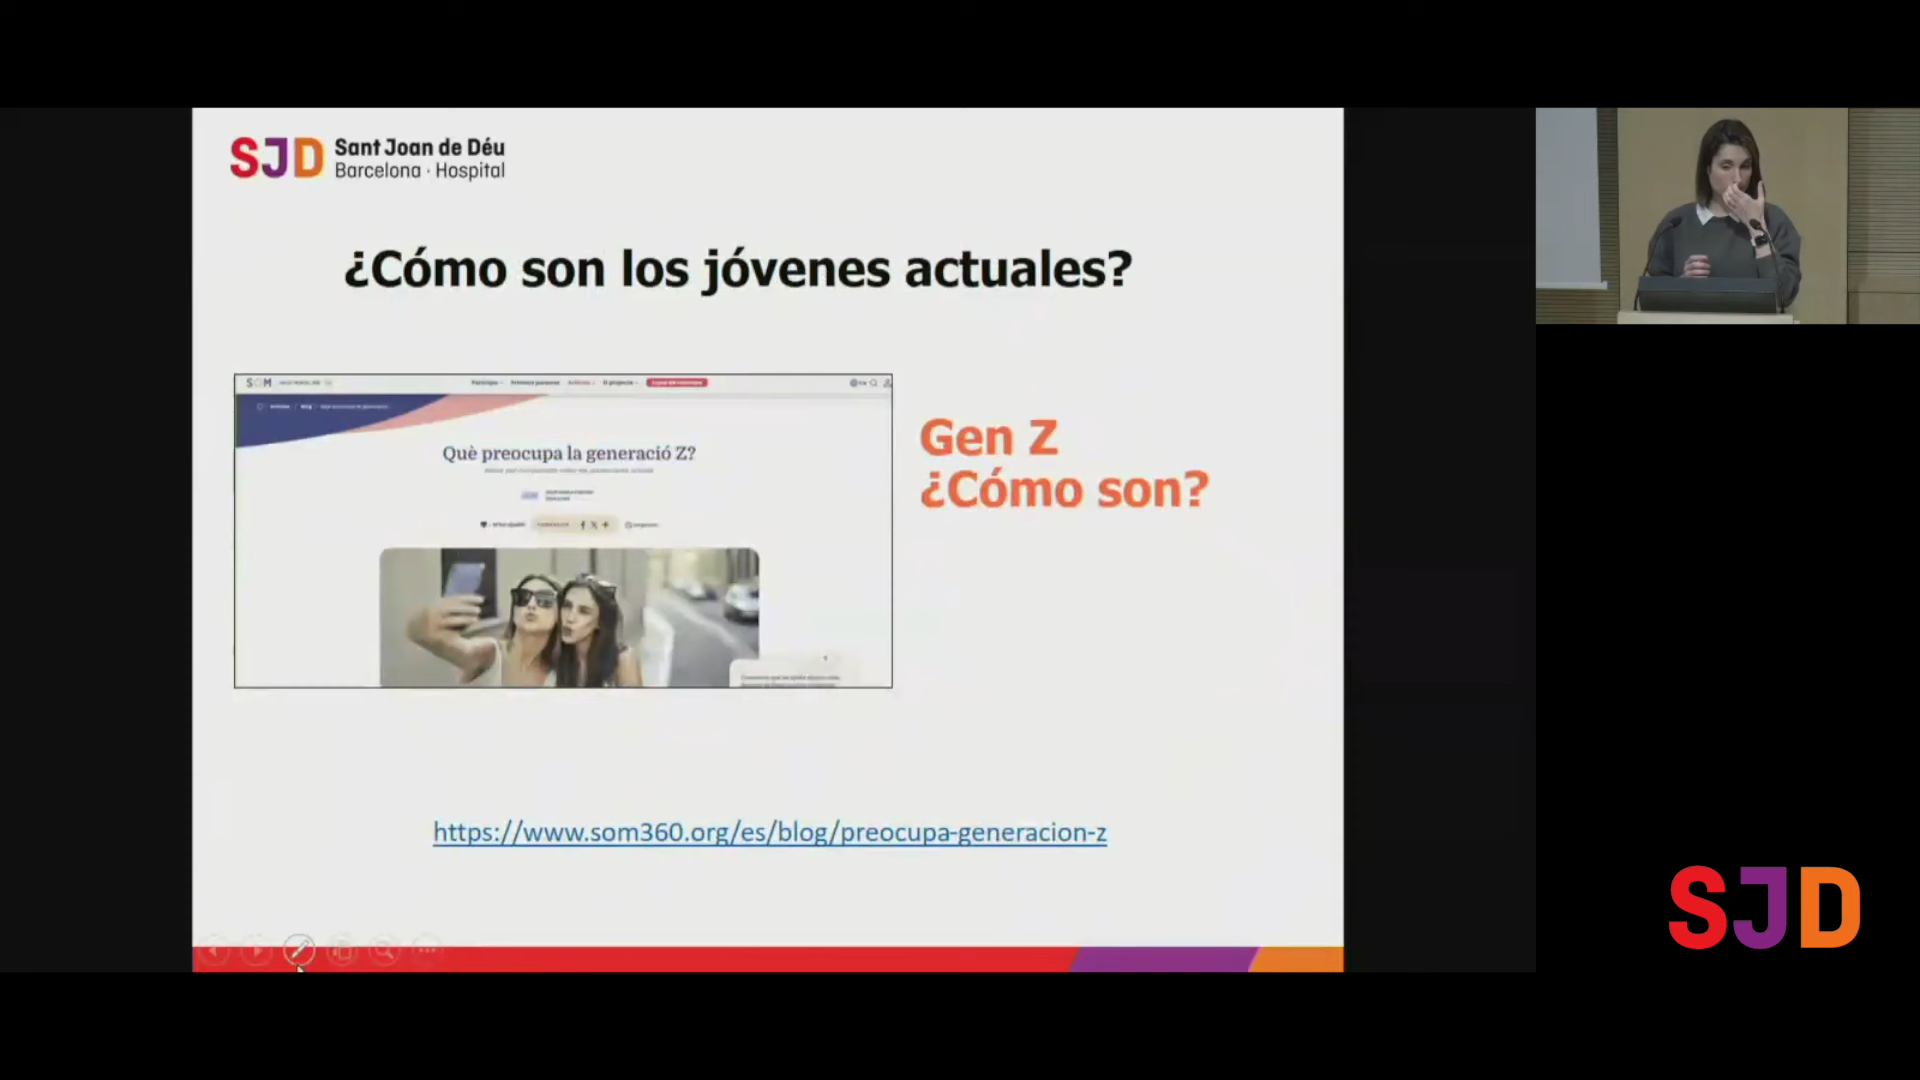 SJD Sant Joan de Déu
Barcelona · Hospital
¿Cómo son los jóvenes actuales?
SOM
Què preocupa la generació Z?
Gen Z
¿Cómo son?
https://www.som360.org/es/blog/preocupa-generacion-z
SJD